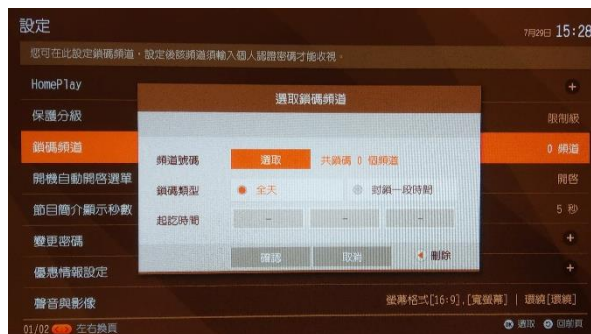 設定
7月29日 15:28
您可在此設定鎖碼頻道，設定後該頻道須輸入個人認證密碼才能收視。
HomePlay +
選取鎖碼頻道
保護分級 限制級
鎖碼頻道 0 頻道
頻道號碼 選取 共鎖碼 0 個頻道
開機自動開啓選單 開啓
鎖碼類型 全天 封鎖一段時間
節目簡介顯示秒數 5 秒
起訖時間 - - -
變更密碼 +
確認 取消 刪除
優惠情報設定 +
聲音與影像 螢幕格式[16:9],[寬螢幕] | 環繞[環繞]
01/02 左右換頁 選取 回前頁